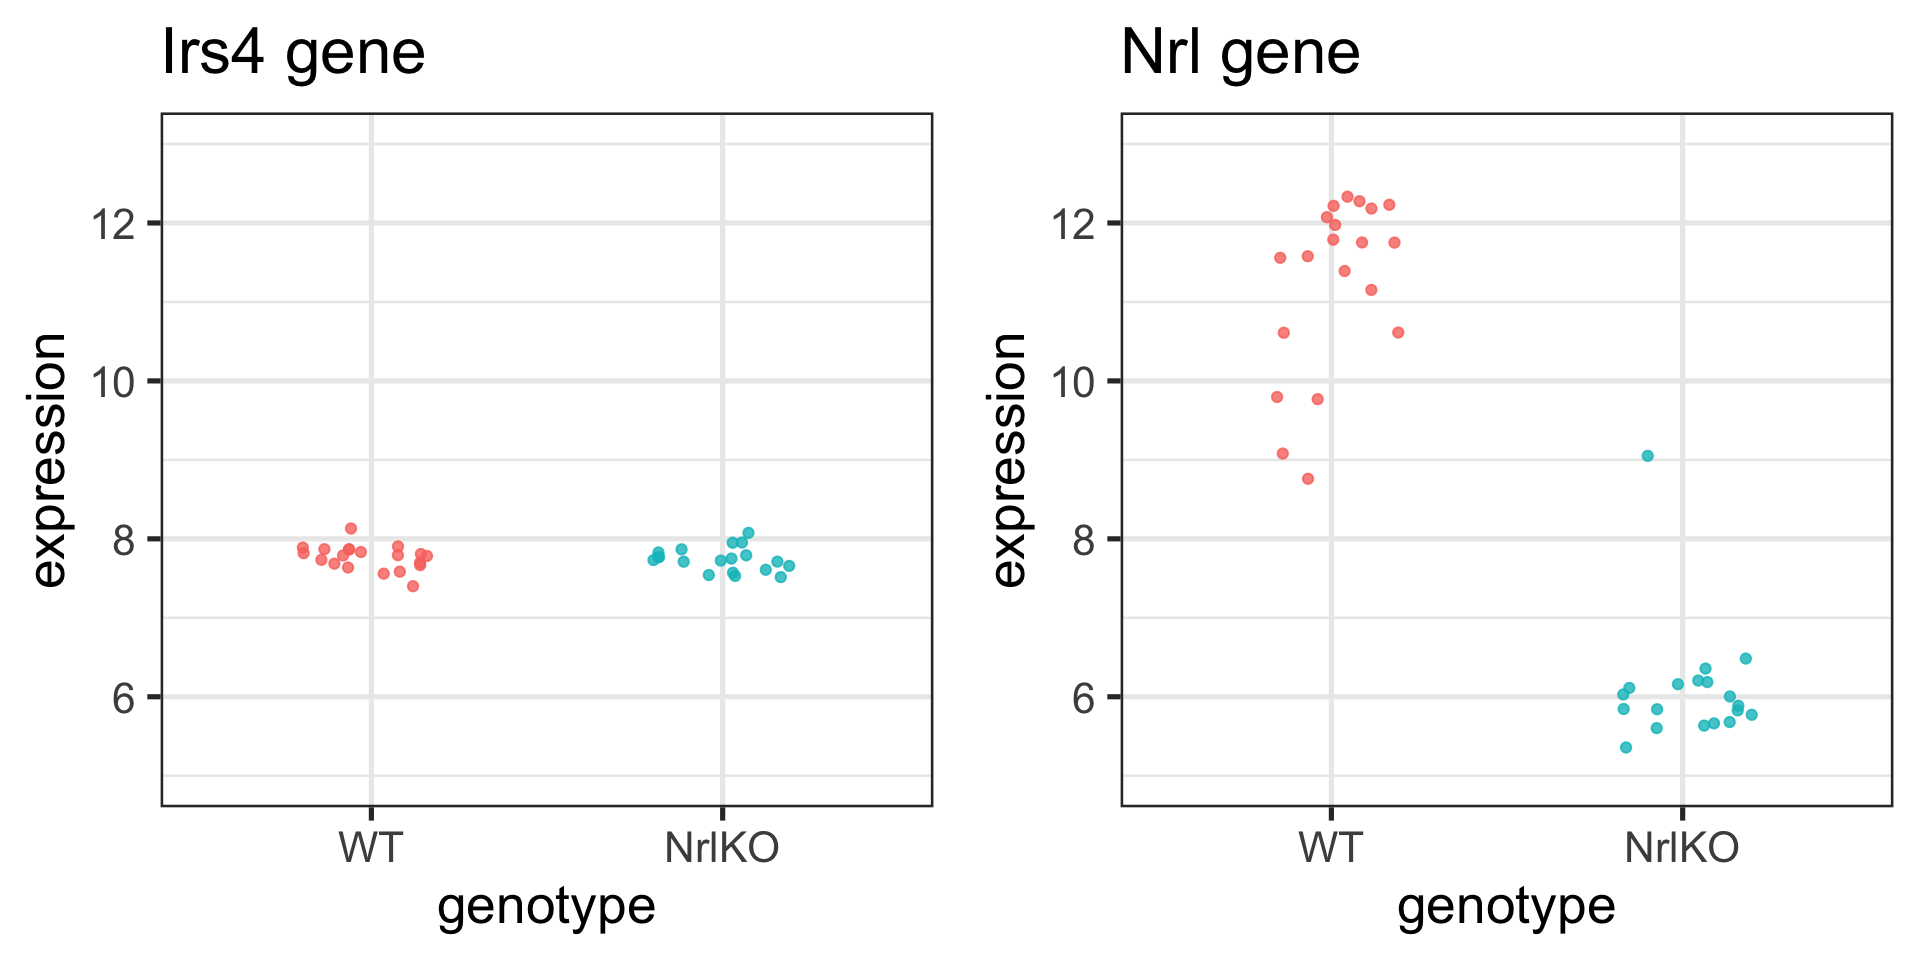 Irs4 gene
expression
12
10
8
6
WT NrlKO
genotype
Nrl gene
expression
12
10
8
6
WT NrlKO
genotype